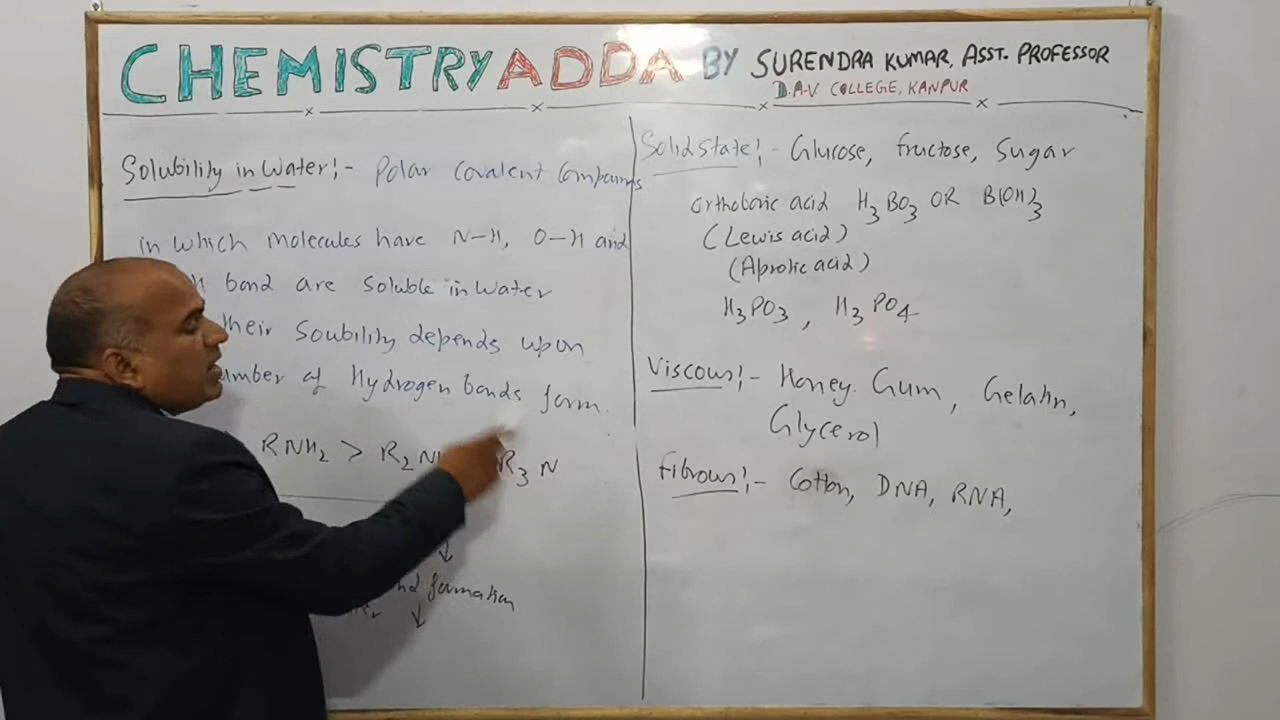 CHEMISTRY ADDA BY SURENDRA KUMAR, ASST. PROFESSOR
D.A.V COLLEGE, KANPUR
Solubility in Water!- Polar Covalent Compounds
in which molecules have N-H, O-H and
bond are soluble in water
their Soubility depends upon
of Hydrogen bonds form.
RNH2 > R2N R3 N
↓
formation
↓
Solid state!- Glucose, fructose, Sugar
Orthoboric acid H3BO3 OR B(OH)3
(Lewis acid)
(Aprotic acid)
H3PO3, H3PO4
Viscous!- Honey. Gum, Gelatin,
Glycerol
Fibrous!- Cotton, DNA, RNA,